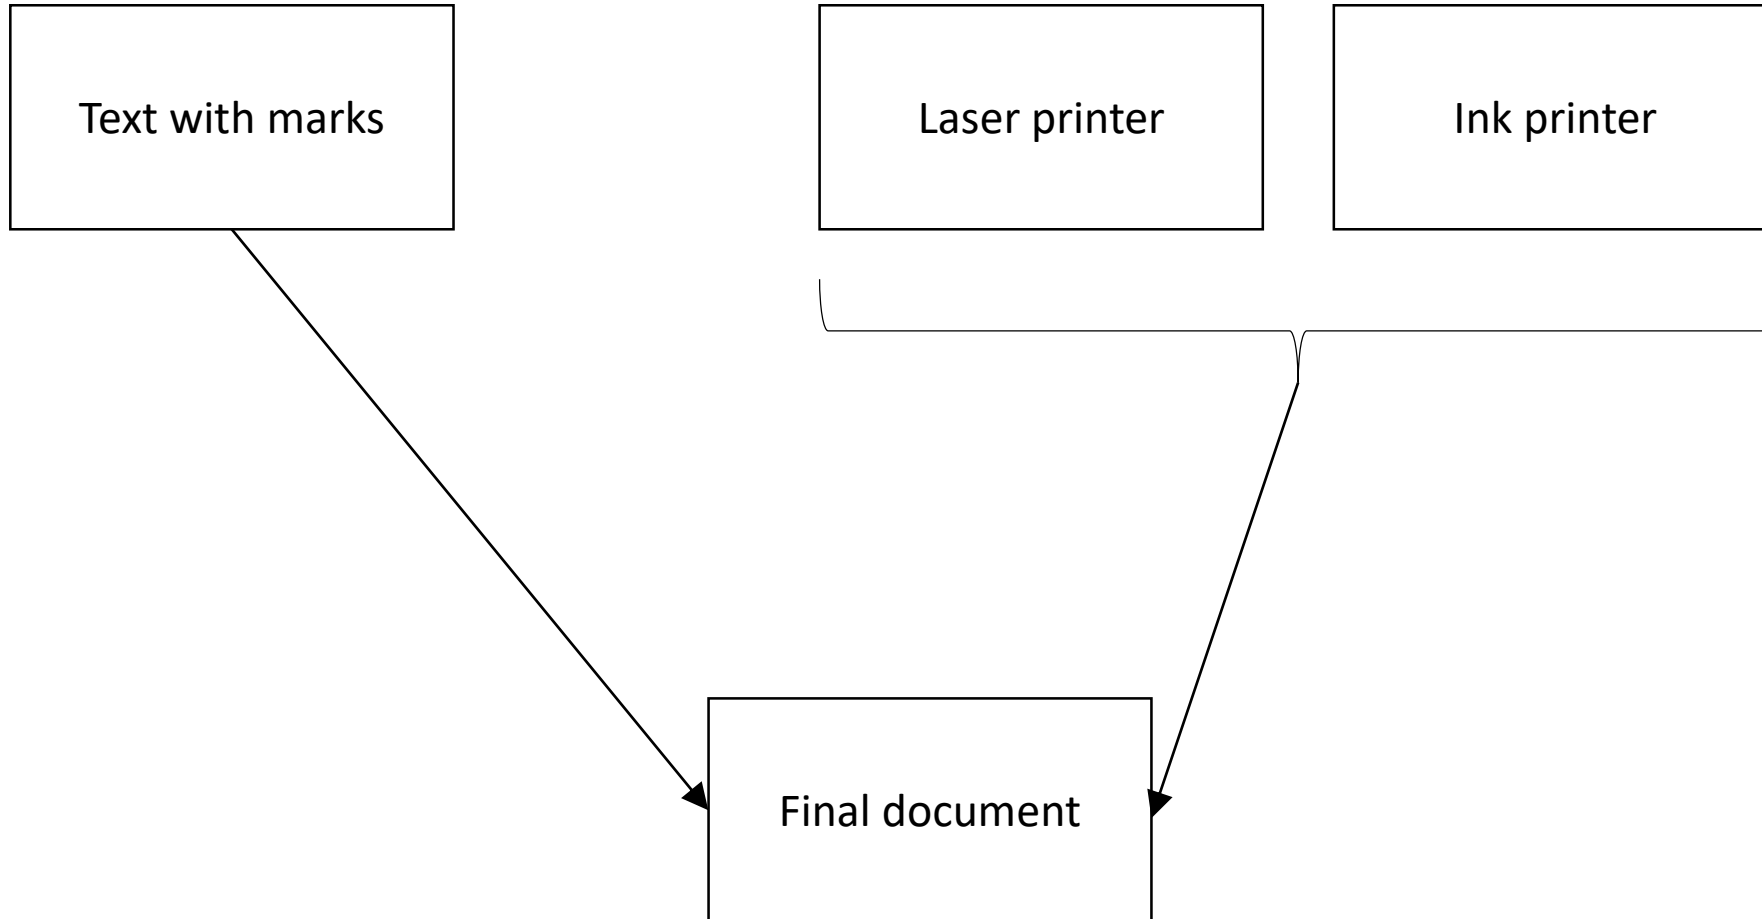 Text with marks
Laser printer
Ink printer
Final document